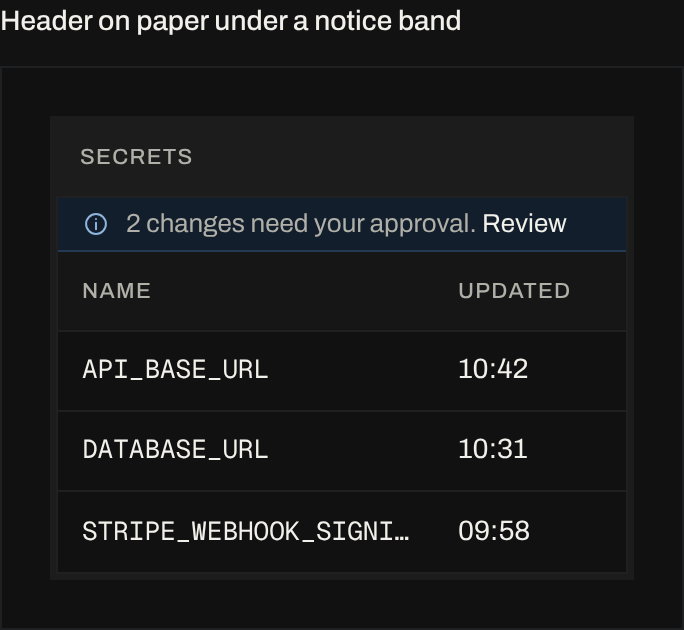 Header on paper under a notice band
SECRETS
2 changes need your approval. Review
NAME UPDATED
API_BASE_URL 10:42
DATABASE_URL 10:31
STRIPE_WEBHOOK_SIGNI… 09:58